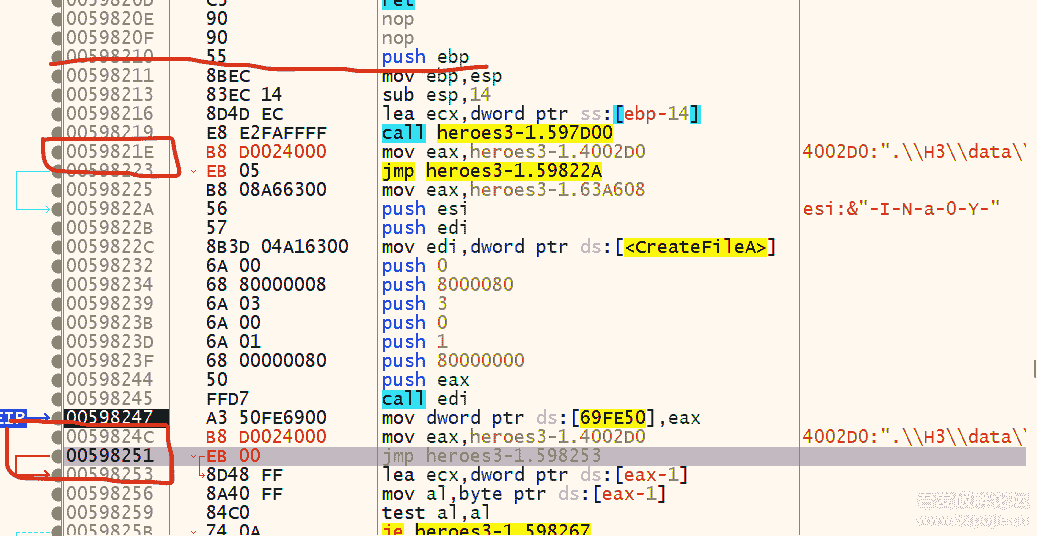 0059820D C3 ret
0059820E 90 nop
0059820F 90 nop
00598210 55 push ebp
00598211 8BEC mov ebp,esp
00598213 83EC 14 sub esp,14
00598216 8D4D EC lea ecx,dword ptr ss:[ebp-14]
00598219 E8 E2FAFFFF call heroes3-1.597D00
0059821E B8 D0024000 mov eax,heroes3-1.4002D0 4002D0:".\\H3\\data\\
00598223 EB 05 jmp heroes3-1.59822A
00598225 B8 08A66300 mov eax,heroes3-1.63A608
0059822A 56 push esi esi:&"-I-N-a-0-Y-"
0059822B 57 push edi
0059822C 8B3D 04A16300 mov edi,dword ptr ds:[<CreateFileA>]
00598232 6A 00 push 0
00598234 68 80000008 push 8000080
00598239 6A 03 push 3
0059823B 6A 00 push 0
0059823D 6A 01 push 1
0059823F 68 00000080 push 80000000
00598244 50 push eax
00598245 FFD7 call edi
EIP 00598247 A3 50FE6900 mov dword ptr ds:[69FE50],eax
0059824C B8 D0024000 mov eax,heroes3-1.4002D0 4002D0:".\\H3\\data\\
00598251 EB 00 jmp heroes3-1.598253
00598253 8D48 FF lea ecx,dword ptr ds:[eax-1]
00598256 8A40 FF mov al,byte ptr ds:[eax-1]
00598259 84C0 test al,al
0059825B 74 0A je heroes3-1.598267